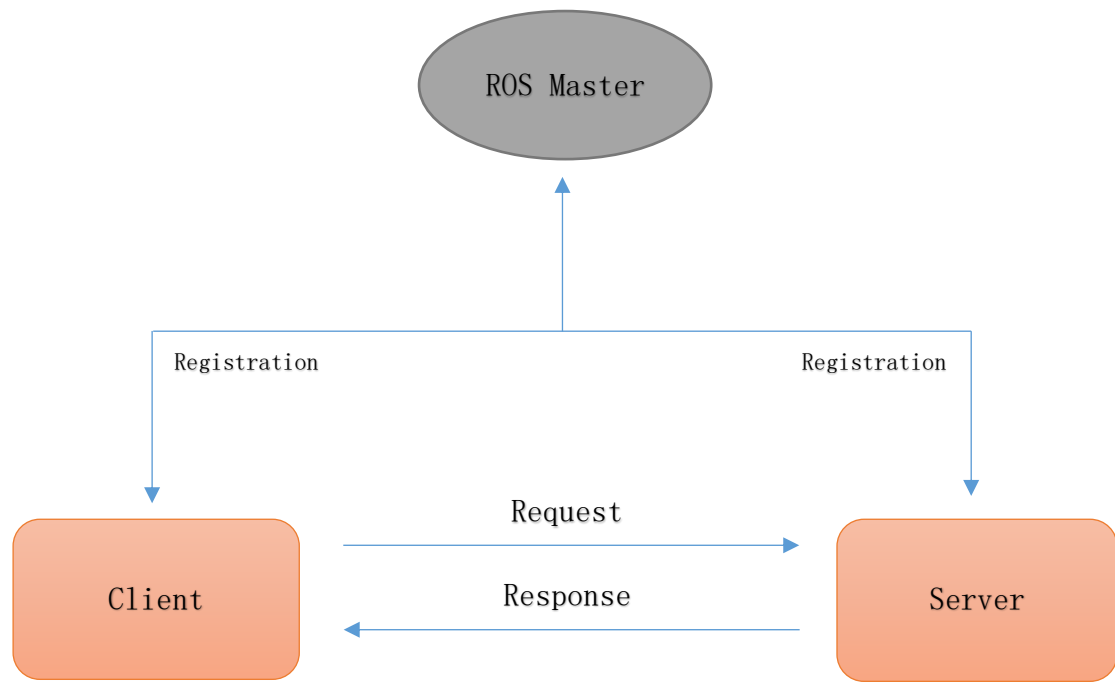 ROS Master
Registration
Registration
Request
Response
Client
Server